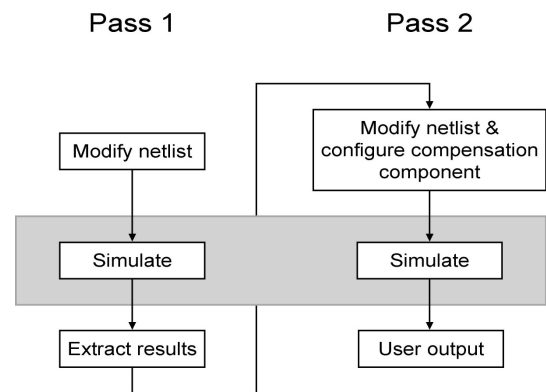 Pass 1
Pass 2
Modify netlist
Modify netlist &
configure compensation
component
Simulate
Simulate
Extract results
User output